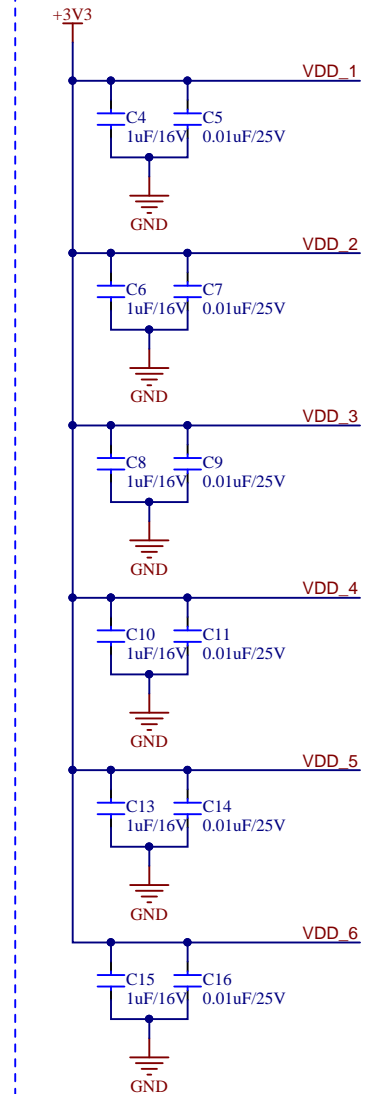 +3V3
VDD_1
C4 C5
1uF/16V 0.01uF/25V
GND
VDD_2
C6 C7
1uF/16V 0.01uF/25V
GND
VDD_3
C8 C9
1uF/16V 0.01uF/25V
GND
VDD_4
C10 C11
1uF/16V 0.01uF/25V
GND
VDD_5
C13 C14
1uF/16V 0.01uF/25V
GND
VDD_6
C15 C16
1uF/16V 0.01uF/25V
GND